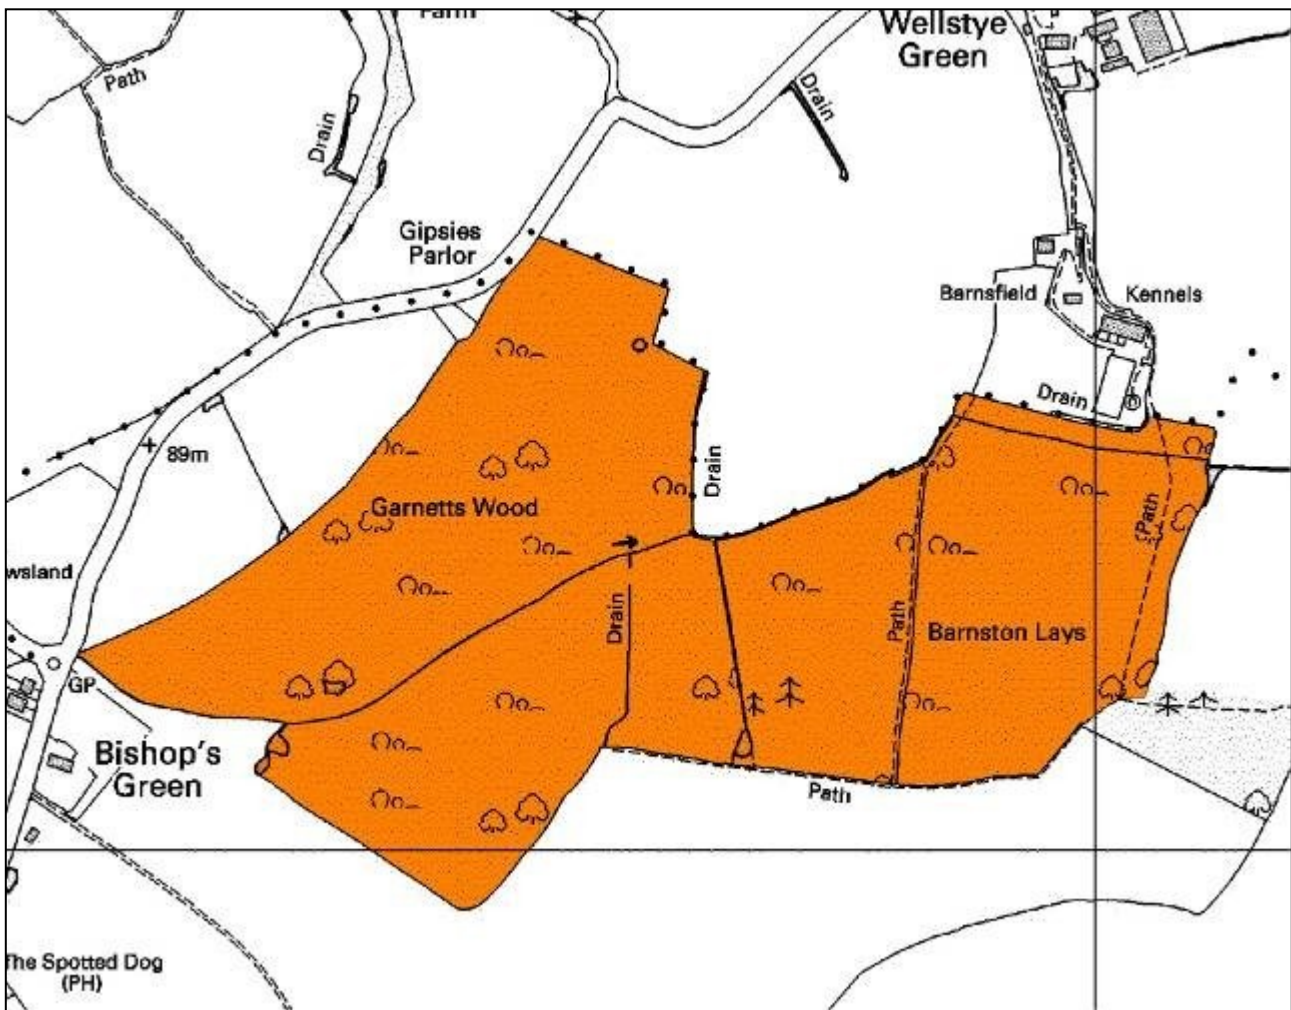 Wellstye
Green
Path
Drain
Drain
Gipsies
Parlor
Barnsfield
Kennels
Drain
89m
Drain
Garnetts Wood
Path
wsland
Drain
Path
Barnston Lays
GP
Bishop's
Green
Path
The Spotted Dog
(PH)